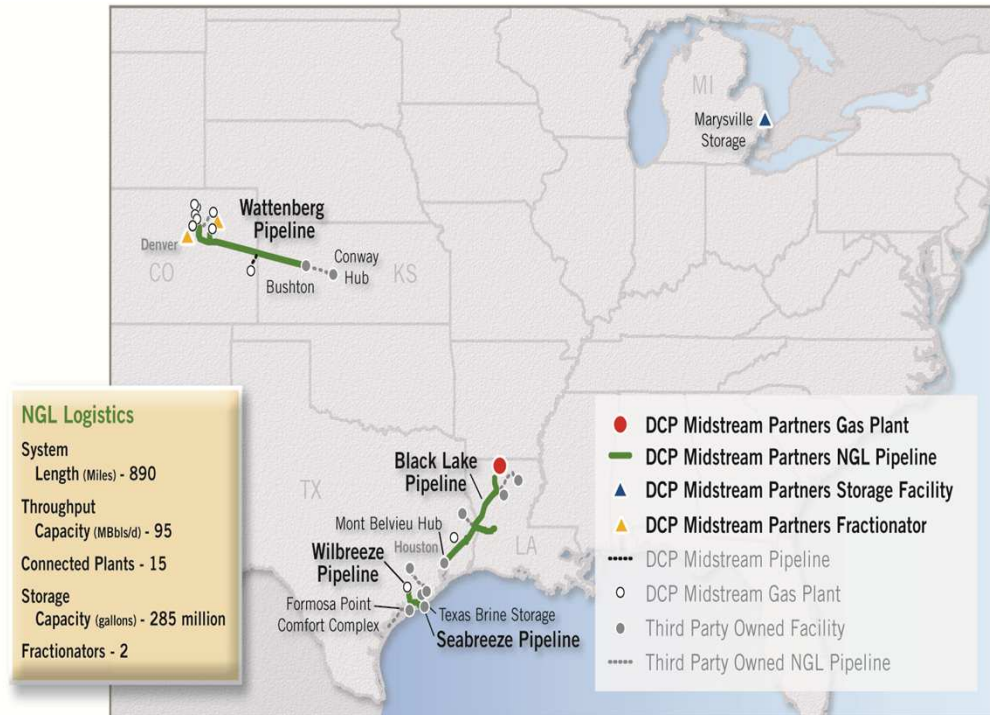 MI
Marysville
Storage
Wattenberg
Pipeline
Denver
CO
Conway
Hub
KS
Bushton
NGL Logistics
System
Length (Miles) - 890
Throughput
Capacity (MBbls/d) - 95
Connected Plants - 15
Storage
Capacity (gallons) - 285 million
Fractionators - 2
TX
Black Lake
Pipeline
Mont Belvieu Hub
Houston
LA
Wilbreeze
Pipeline
Formosa Point
Comfort Complex
Texas Brine Storage
Seabreeze Pipeline
DCP Midstream Partners Gas Plant
DCP Midstream Partners NGL Pipeline
DCP Midstream Partners Storage Facility
DCP Midstream Partners Fractionator
DCP Midstream Pipeline
DCP Midstream Gas Plant
Third Party Owned Facility
Third Party Owned NGL Pipeline